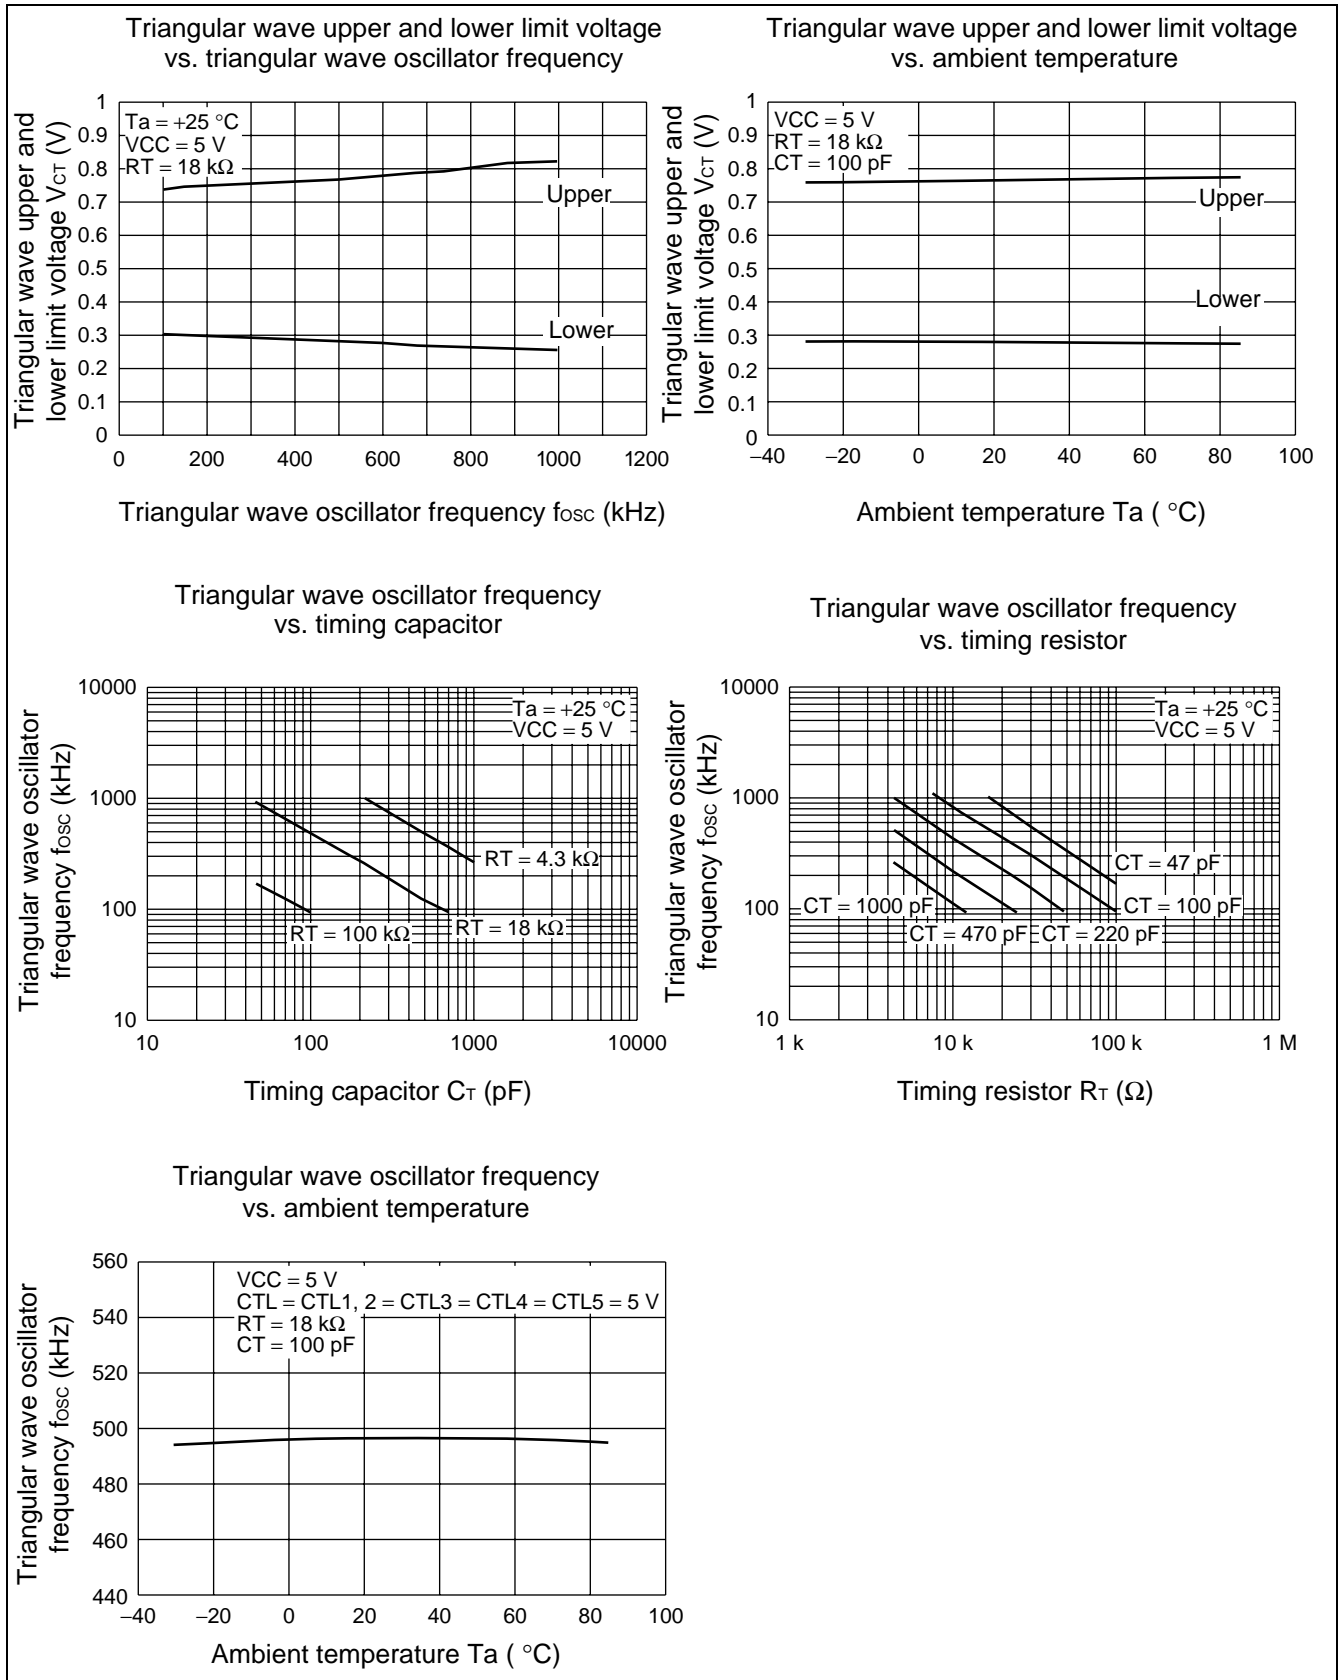 Triangular wave upper and lower limit voltage
vs. triangular wave oscillator frequency
Triangular wave upper and
lower limit voltage VCT (V)
1
0.9
0.8
0.7
0.6
0.5
0.4
0.3
0.2
0.1
0
Ta = +25 °C
VCC = 5 V
RT = 18 kΩ
Upper
Lower
0 200 400 600 800 1000 1200
Triangular wave oscillator frequency fOSC (kHz)
Triangular wave upper and lower limit voltage
vs. ambient temperature
Triangular wave upper and
lower limit voltage VCT (V)
1
0.9
0.8
0.7
0.6
0.5
0.4
0.3
0.2
0.1
0
VCC = 5 V
RT = 18 kΩ
CT = 100 pF
Upper
Lower
−40 −20 0 20 40 60 80 100
Ambient temperature Ta ( °C)
Triangular wave oscillator frequency
vs. timing capacitor
Triangular wave oscillator
frequency fOSC (kHz)
10000
1000
100
10
Ta = +25 °C
VCC = 5 V
RT = 4.3 kΩ
RT = 18 kΩ
RT = 100 kΩ
10 100 1000 10000
Timing capacitor CT (pF)
Triangular wave oscillator frequency
vs. timing resistor
Triangular wave oscillator
frequency fOSC (kHz)
10000
1000
100
10
Ta = +25 °C
VCC = 5 V
CT = 47 pF
CT = 1000 pF
CT = 100 pF
CT = 470 pF
CT = 220 pF
1 k 10 k 100 k 1 M
Timing resistor RT (Ω)
Triangular wave oscillator frequency
vs. ambient temperature
Triangular wave oscillator
frequency fOSC (kHz)
560
540
520
500
480
460
440
VCC = 5 V
CTL = CTL1, 2 = CTL3 = CTL4 = CTL5 = 5 V
RT = 18 kΩ
CT = 100 pF
−40 −20 0 20 40 60 80 100
Ambient temperature Ta ( °C)